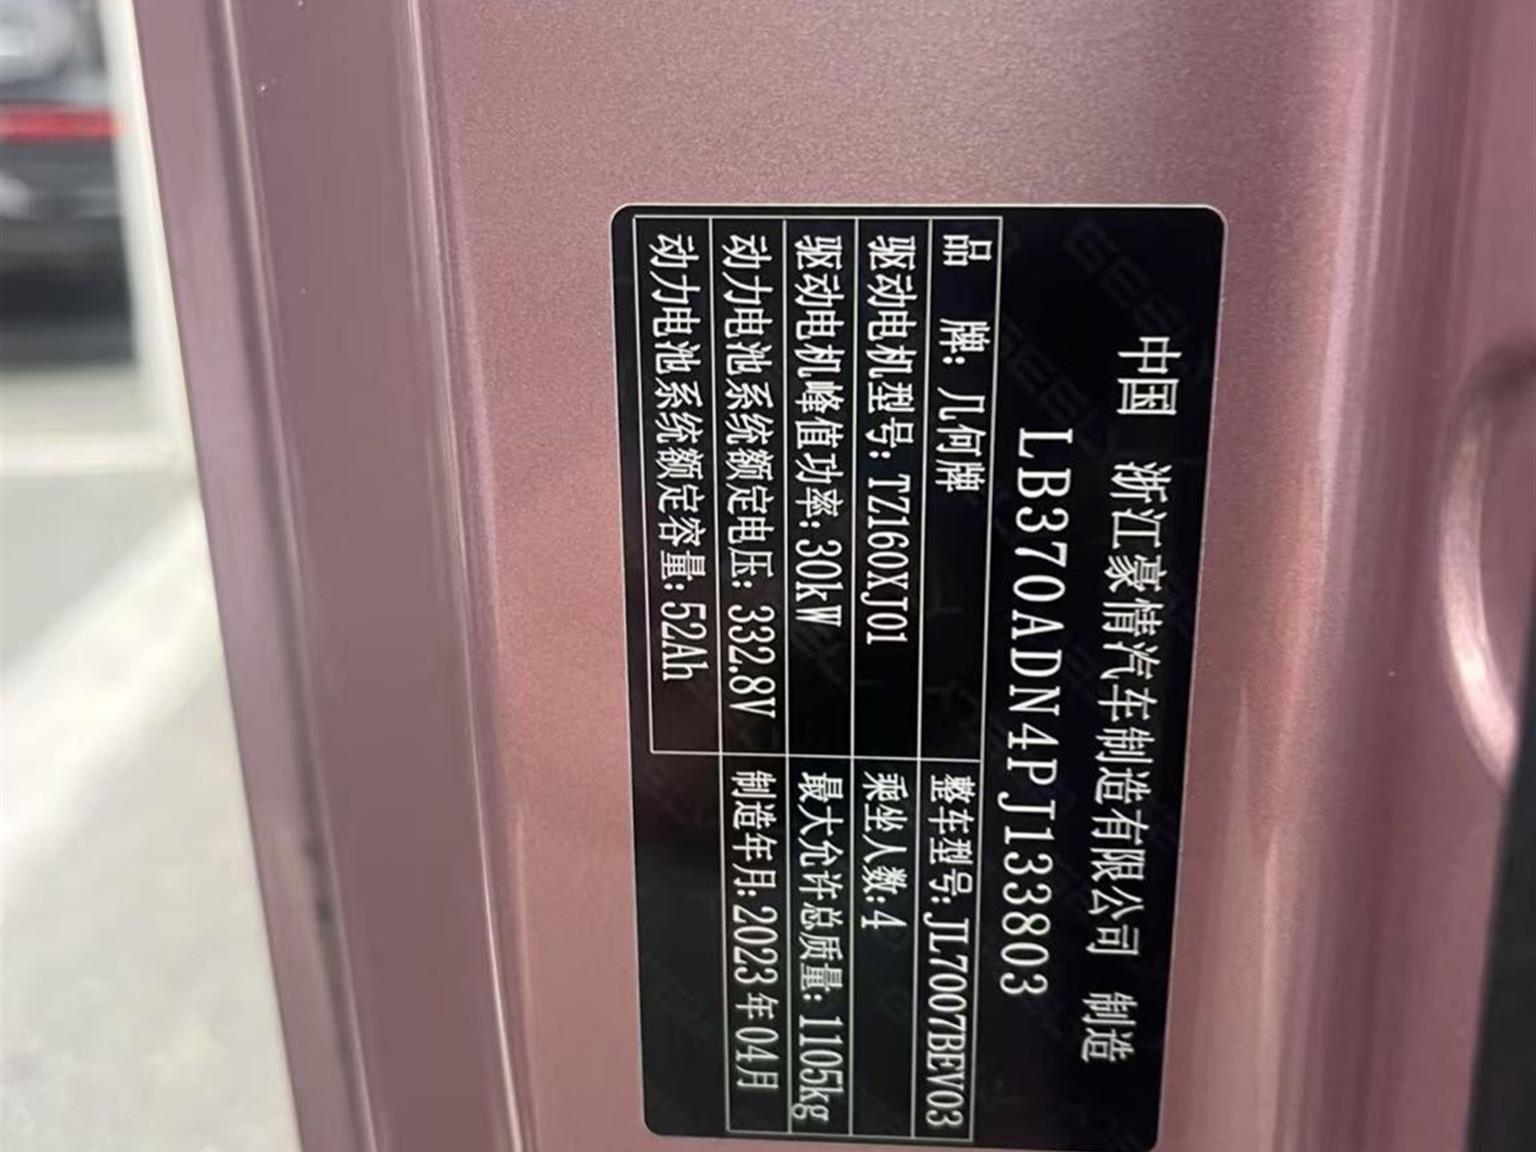 中国 浙江豪情汽车制造有限公司 制造
LB370ADN4PJ133803
品 牌: 几何牌 整车型号: JL7007BEV03
驱动电机型号: TZ160XJ01 乘坐人数: 4
驱动电机峰值功率: 30kW 最大允许总质量: 1105kg
动力电池系统额定电压: 332.8V 制造年月: 2023年04月
动力电池系统额定容量: 52Ah